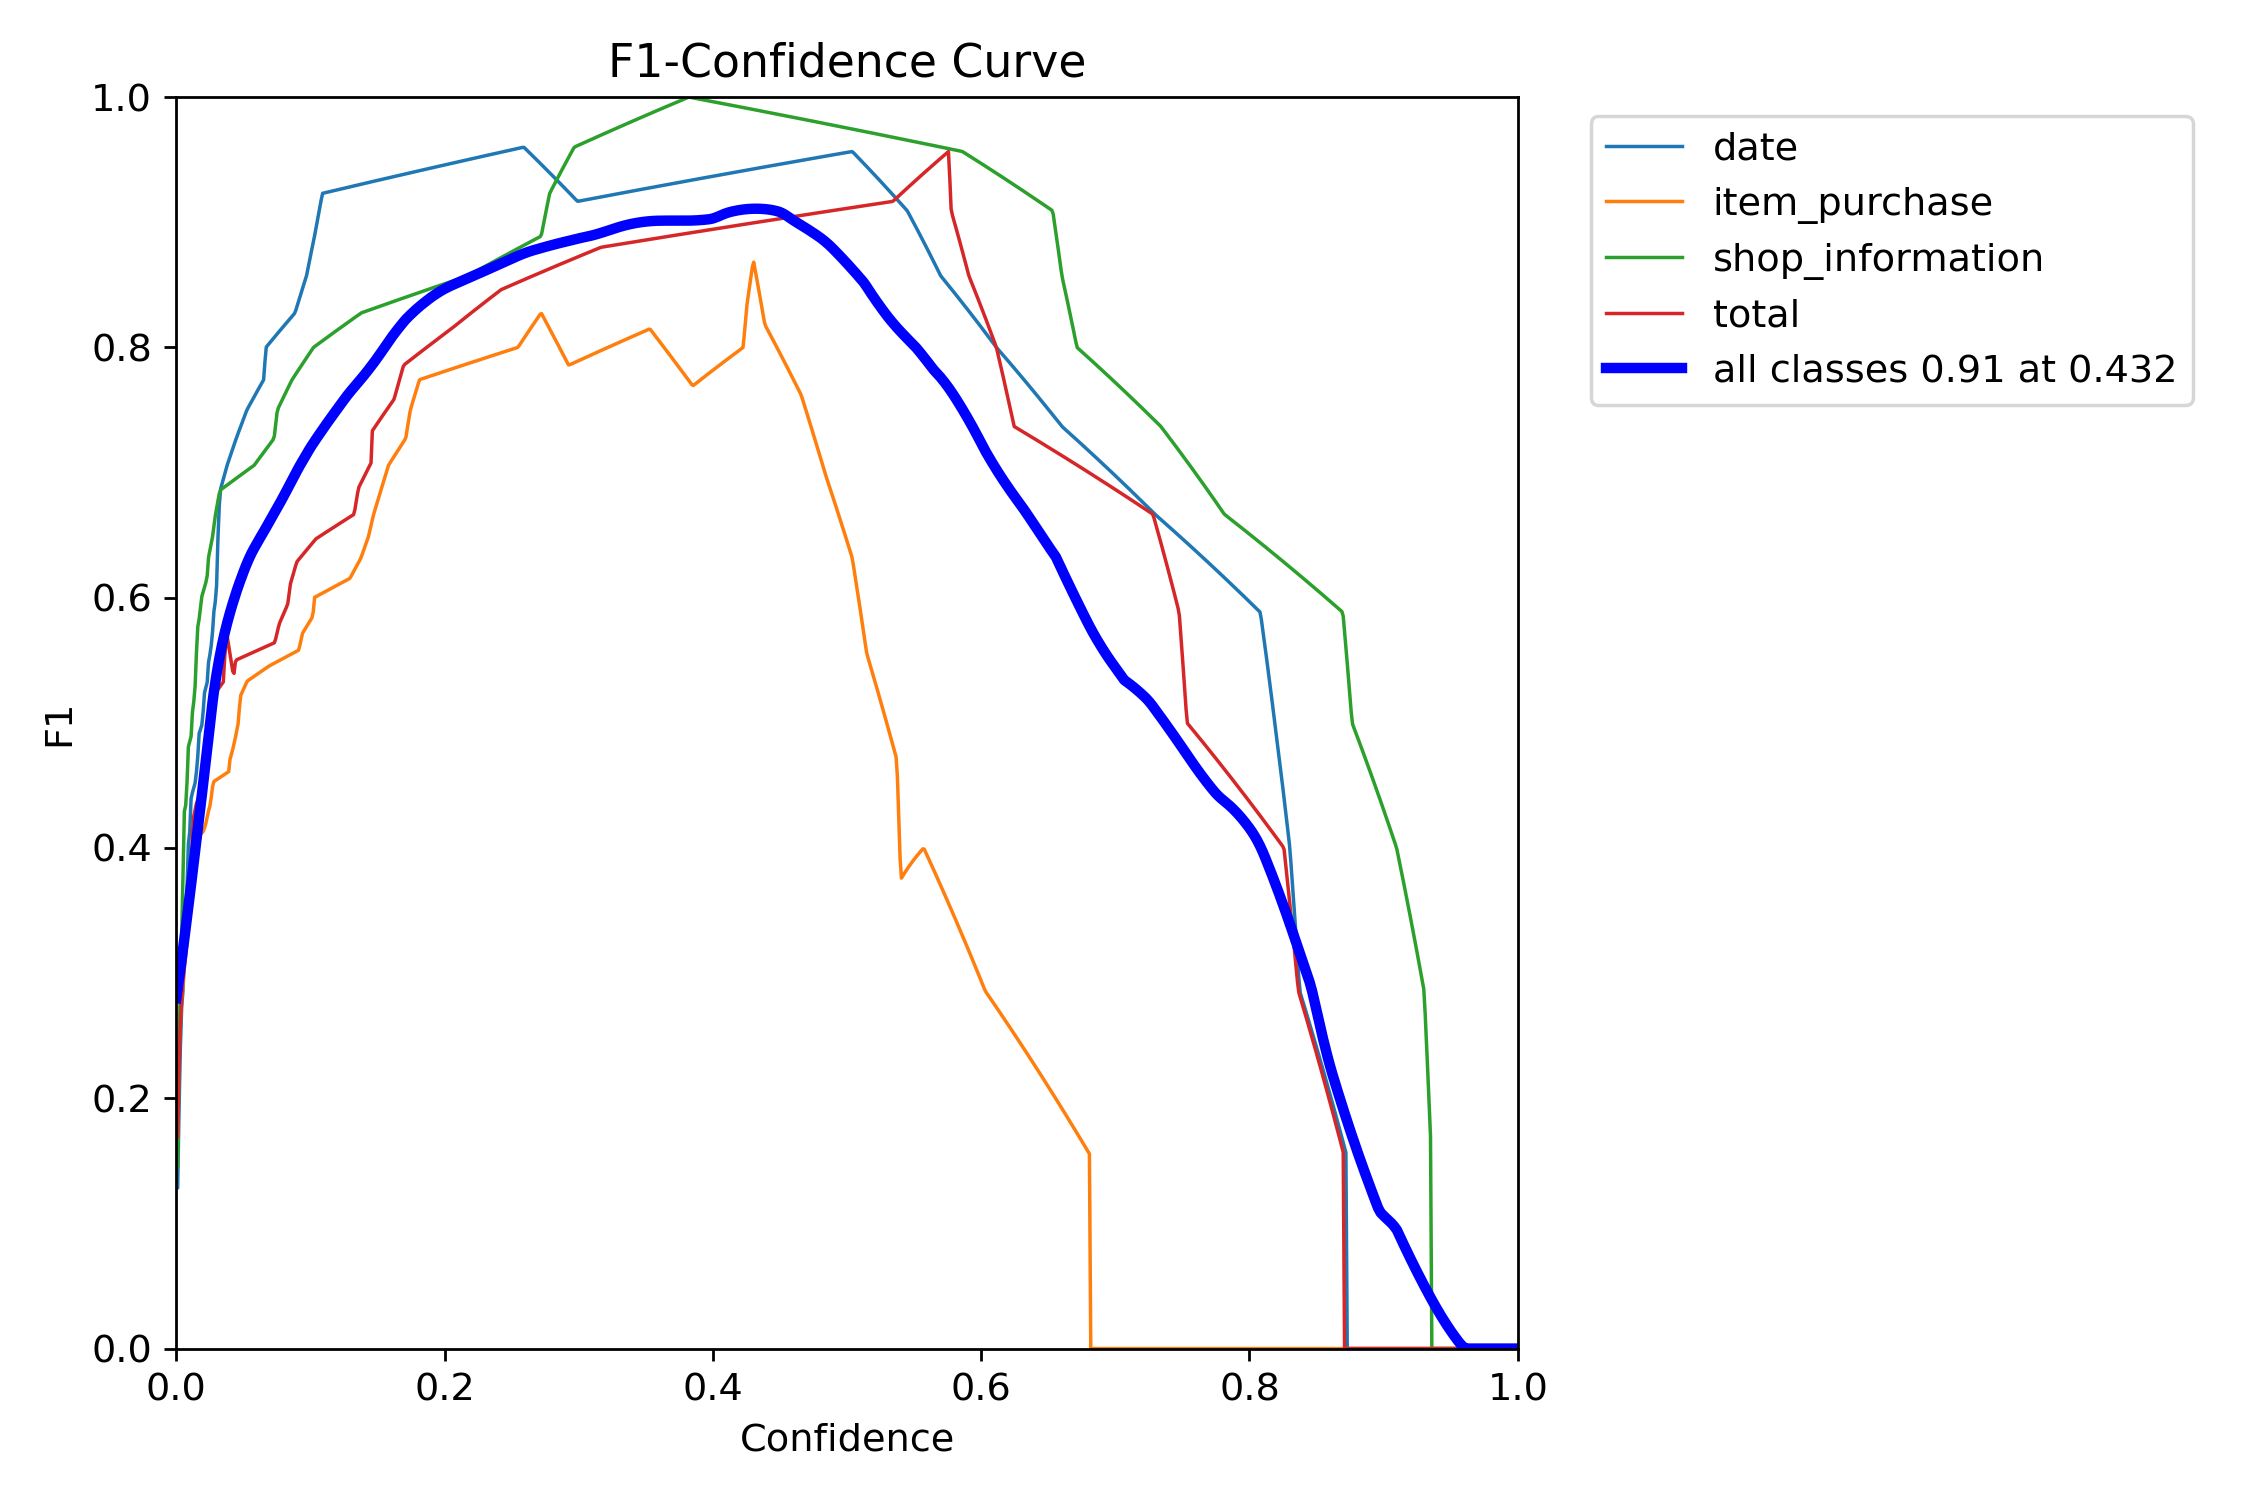 F1-Confidence Curve
1.0
0.8
0.6
0.4
0.2
0.0
F1
0.0 0.2 0.4 0.6 0.8 1.0
Confidence
date
item_purchase
shop_information
total
all classes 0.91 at 0.432